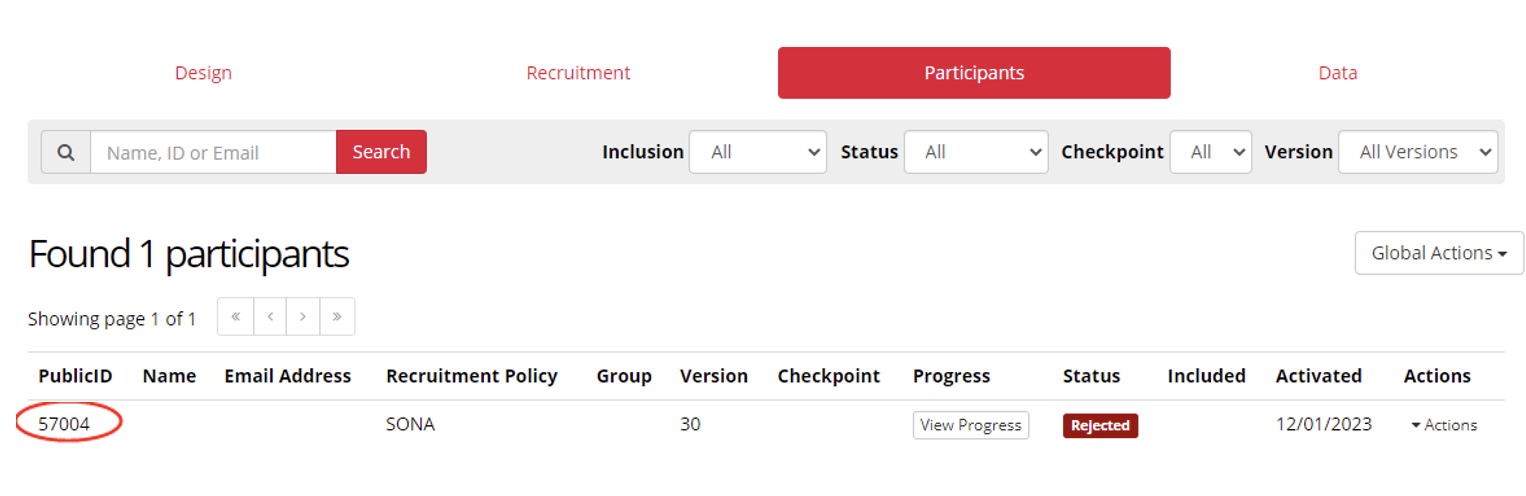 Design Recruitment Participants Data
Name, ID or Email Search Inclusion All Status All Checkpoint All Version All Versions
Found 1 participants
Global Actions
Showing page 1 of 1 « ‹ › »
PublicID Name Email Address Recruitment Policy Group Version Checkpoint Progress Status Included Activated Actions
57004 SONA 30 View Progress Rejected 12/01/2023 Actions